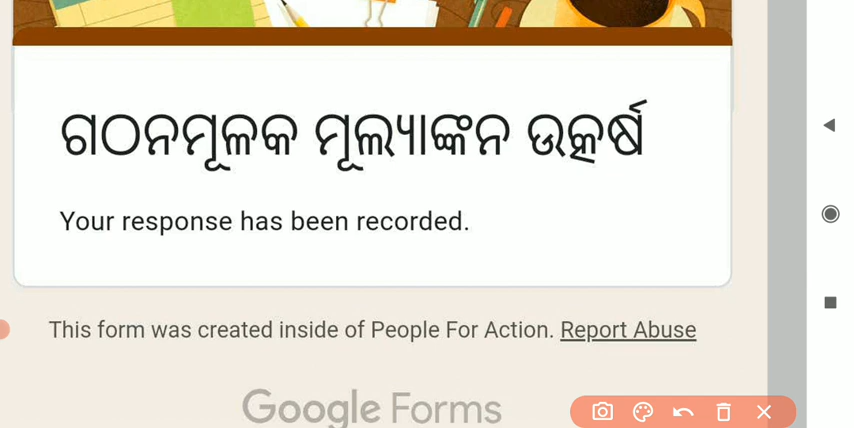 ଗଠନମୂଳକ ମୂଲ୍ୟାଙ୍କନ ଉତ୍କର୍ଷ
Your response has been recorded.
This form was created inside of People For Action. Report Abuse
Google Forms